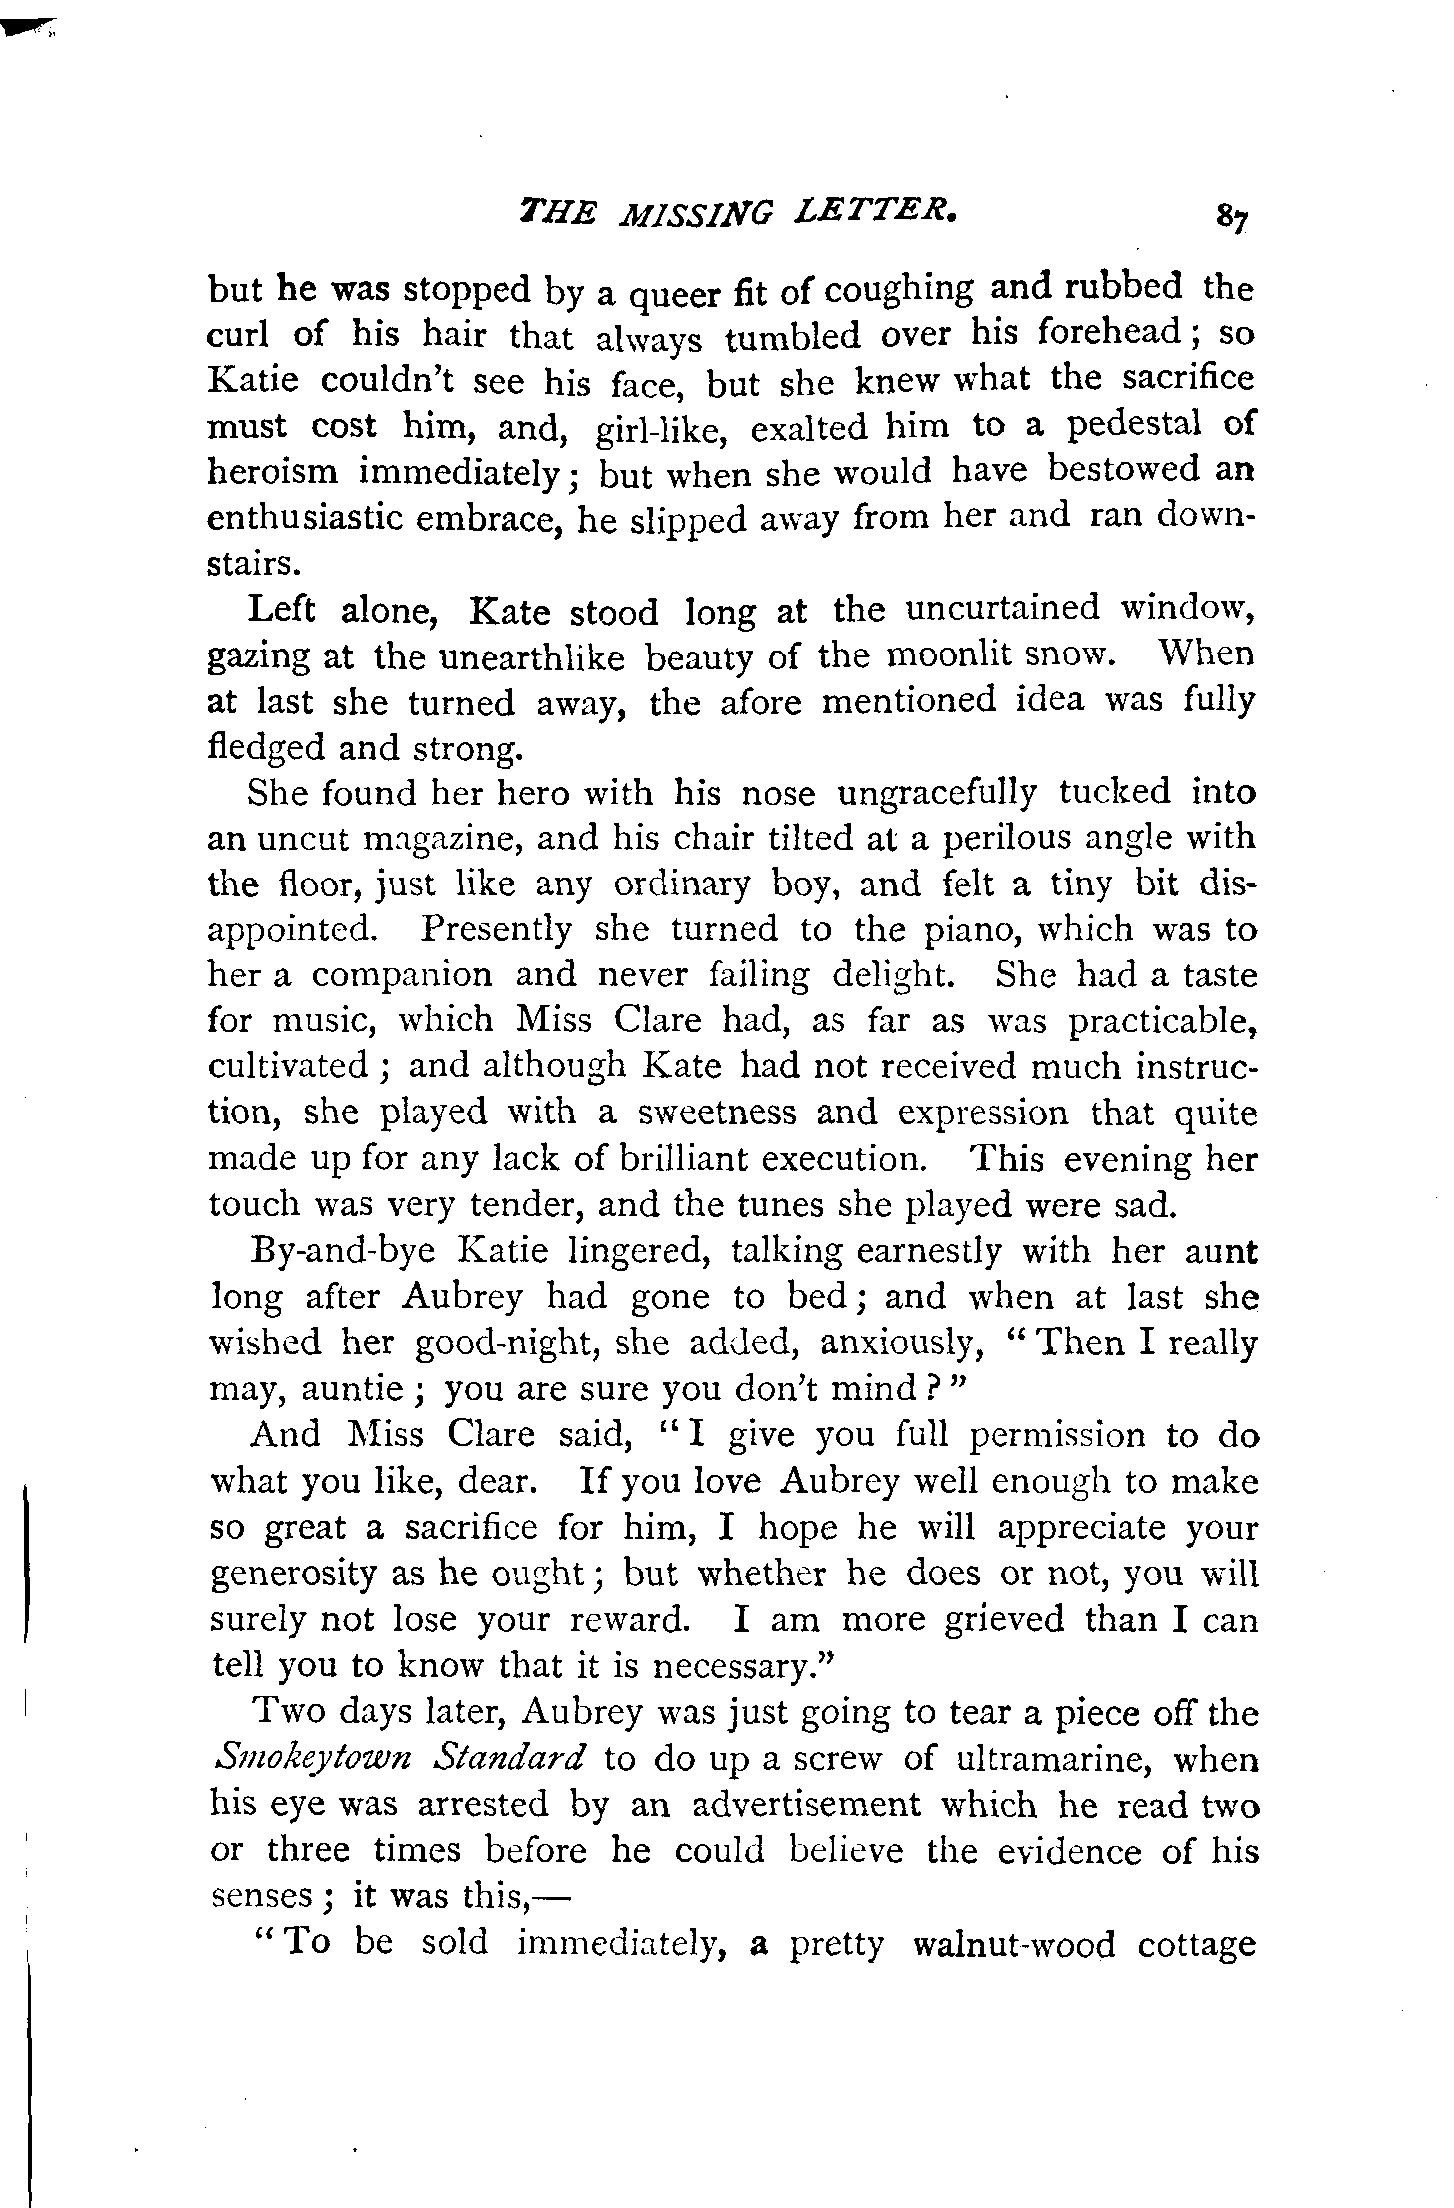 THE MISSING LETTER. 87
but he was stopped by a queer fit of coughing and rubbed the
curl of his hair that always tumbled over his forehead ; so
Katie couldn't see his face, but she knew what the sacrifice
must cost him, and, girl-like, exalted him to a pedestal of
heroism immediately ; but when she would have bestowed an
enthusiastic embrace, he slipped away from her and ran down-
stairs.
Left alone, Kate stood long at the uncurtained window,
gazing at the unearthlike beauty of the moonlit snow. When
at last she turned away, the afore mentioned idea was fully
fledged and strong.
She found her hero with his nose ungracefully tucked into
an uncut magazine, and his chair tilted at a perilous angle with
the floor, just like any ordinary boy, and felt a tiny bit dis-
appointed. Presently she turned to the piano, which was to
her a companion and never failing delight. She had a taste
for music, which Miss Clare had, as far as was practicable,
cultivated ; and although Kate had not received much instruc-
tion, she played with a sweetness and expression that quite
made up for any lack of brilliant execution. This evening her
touch was very tender, and the tunes she played were sad.
By-and-bye Katie lingered, talking earnestly with her aunt
long after Aubrey had gone to bed ; and when at last she
wished her good-night, she added, anxiously, " Then I really
may, auntie ; you are sure you don't mind ? "
And Miss Clare said, " I give you full permission to do
what you like, dear. If you love Aubrey well enough to make
so great a sacrifice for him, I hope he will appreciate your
generosity as he ought ; but whether he does or not, you will
surely not lose your reward. I am more grieved than I can
tell you to know that it is necessary."
Two days later, Aubrey was just going to tear a piece off the
Smokeytown Standard to do up a screw of ultramarine, when
his eye was arrested by an advertisement which he read two
or three times before he could believe the evidence of his
senses ; it was this,—
" To be sold immediately, a pretty walnut-wood cottage